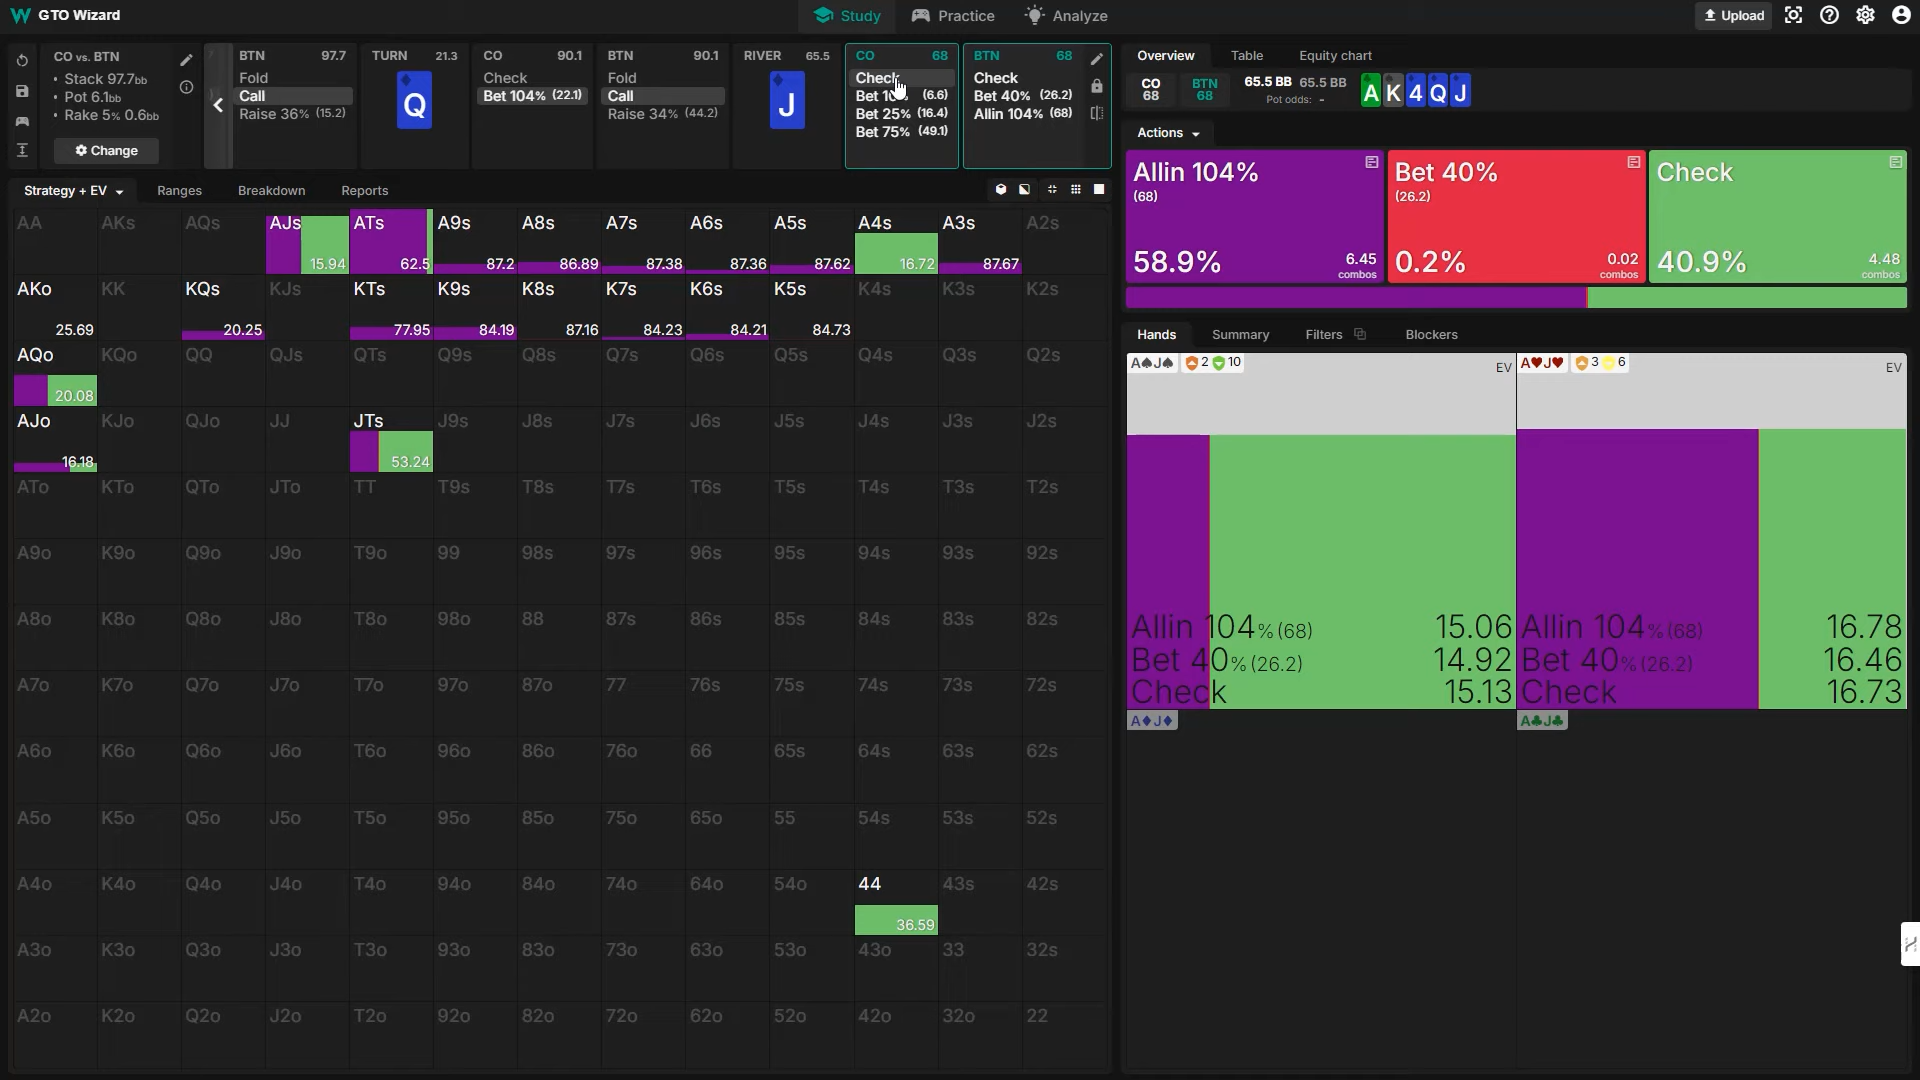 GTO Wizard
Study
Practice
Analyze
Upload
CO vs. BTN
• Stack 97.7bb
• Pot 6.1bb
• Rake 5% 0.6bb
Change
BTN 97.7
Fold
Call
Raise 36% (15.2)
TURN 21.3
Q
CO 90.1
Check
Bet 104% (22.1)
BTN 90.1
Fold
Call
Raise 34% (44.2)
RIVER 65.5
J
CO 68
Check
Bet 10% (6.6)
Bet 25% (16.4)
Bet 75% (49.1)
BTN 68
Check
Bet 40% (26.2)
Allin 104% (68)
Strategy + EV
Ranges
Breakdown
Reports
AA AKs AQs AJs ATs A9s A8s A7s A6s A5s A4s A3s A2s
15.94 62.5 87.2 86.89 87.38 87.36 87.62 16.72 87.67
AKo KK KQs KJs KTs K9s K8s K7s K6s K5s K4s K3s K2s
25.69 20.25 77.95 84.19 87.16 84.23 84.21 84.73
AQo KQo QQ QJs QTs Q9s Q8s Q7s Q6s Q5s Q4s Q3s Q2s
20.08
AJo KJo QJo JJ JTs J9s J8s J7s J6s J5s J4s J3s J2s
16.18 53.24
ATo KTo QTo JTo TT T9s T8s T7s T6s T5s T4s T3s T2s
A9o K9o Q9o J9o T9o 99 98s 97s 96s 95s 94s 93s 92s
A8o K8o Q8o J8o T8o 98o 88 87s 86s 85s 84s 83s 82s
A7o K7o Q7o J7o T7o 97o 87o 77 76s 75s 74s 73s 72s
A6o K6o Q6o J6o T6o 96o 86o 76o 66 65s 64s 63s 62s
A5o K5o Q5o J5o T5o 95o 85o 75o 65o 55 54s 53s 52s
A4o K4o Q4o J4o T4o 94o 84o 74o 64o 54o 44 43s 42s
36.59
A3o K3o Q3o J3o T3o 93o 83o 73o 63o 53o 43o 33 32s
A2o K2o Q2o J2o T2o 92o 82o 72o 62o 52o 42o 32o 22
Overview
Table
Equity chart
CO 68
BTN 68
65.5 BB 65.5 BB
Pot odds: -
A K 4 Q J
Actions
Allin 104%
(68)
58.9% 6.45 combos
Bet 40%
(26.2)
0.2% 0.02 combos
Check
40.9% 4.48 combos
Hands
Summary
Filters
Blockers
A♠J♠ 2 10 EV
Allin 104% (68) 15.06
Bet 40% (26.2) 14.92
Check 15.13
A♥J♥ 3 6 EV
Allin 104% (68) 16.78
Bet 40% (26.2) 16.46
Check 16.73
A♦J♦
A♣J♣